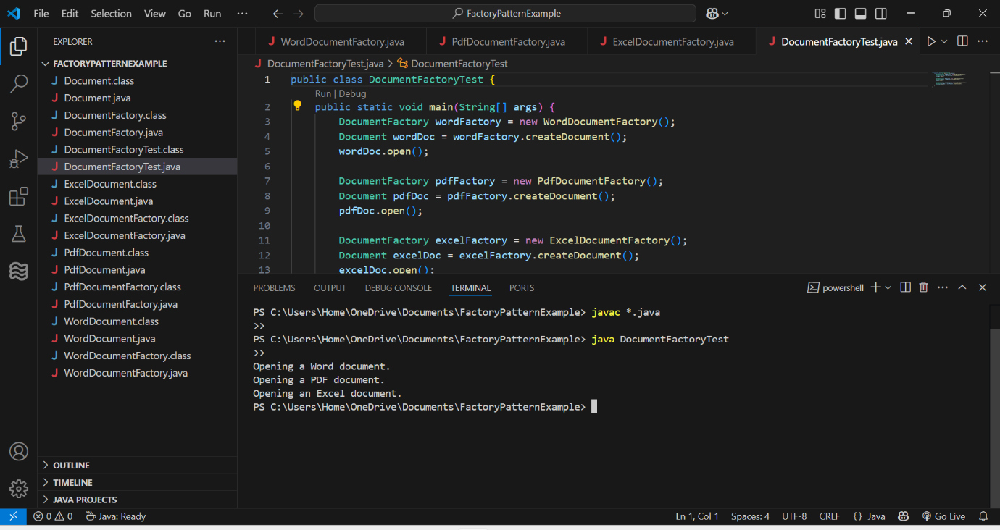 File Edit Selection View Go Run ··· FactoryPatternExample
EXPLORER ···
FACTORYPATTERNEXAMPLE
J Document.class
J Document.java
J DocumentFactory.class
J DocumentFactory.java
J DocumentFactoryTest.class
J DocumentFactoryTest.java
J ExcelDocument.class
J ExcelDocument.java
J ExcelDocumentFactory.class
J ExcelDocumentFactory.java
J PdfDocument.class
J PdfDocument.java
J PdfDocumentFactory.class
J PdfDocumentFactory.java
J WordDocument.class
J WordDocument.java
J WordDocumentFactory.class
J WordDocumentFactory.java
OUTLINE
TIMELINE
JAVA PROJECTS
J WordDocumentFactory.java J PdfDocumentFactory.java J ExcelDocumentFactory.java J DocumentFactoryTest.java
J DocumentFactoryTest.java > DocumentFactoryTest
1 public class DocumentFactoryTest {
Run | Debug
2 public static void main(String[] args) {
3 DocumentFactory wordFactory = new WordDocumentFactory();
4 Document wordDoc = wordFactory.createDocument();
5 wordDoc.open();
6
7 DocumentFactory pdfFactory = new PdfDocumentFactory();
8 Document pdfDoc = pdfFactory.createDocument();
9 pdfDoc.open();
10
11 DocumentFactory excelFactory = new ExcelDocumentFactory();
12 Document excelDoc = excelFactory.createDocument();
13 excelDoc.open();
PROBLEMS OUTPUT DEBUG CONSOLE TERMINAL PORTS powershell
PS C:\Users\Home\OneDrive\Documents\FactoryPatternExample> javac *.java
>>
PS C:\Users\Home\OneDrive\Documents\FactoryPatternExample> java DocumentFactoryTest
>>
Opening a Word document.
Opening a PDF document.
Opening an Excel document.
PS C:\Users\Home\OneDrive\Documents\FactoryPatternExample>
0 0 Java: Ready Ln 1, Col 1 Spaces: 4 UTF-8 CRLF {} Java Go Live